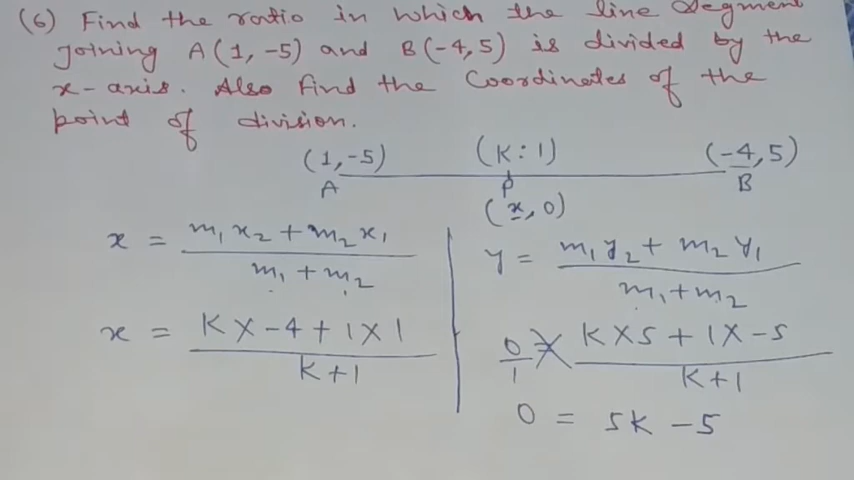 (6) Find the ratio in which the line segment
joining A(1, -5) and B(-4, 5) is divided by the
x-axis. Also find the Coordinates of the
point of division.
(1, -5) (K : 1) (-4, 5)
A P B
(x, 0)
x = m₁x₂ + m₂x₁ / m₁ + m₂
y = m₁y₂ + m₂y₁ / m₁ + m₂
x = K × -4 + 1 × 1 / K + 1
0/1 = K × 5 + 1 × -5 / K + 1
0 = 5K - 5